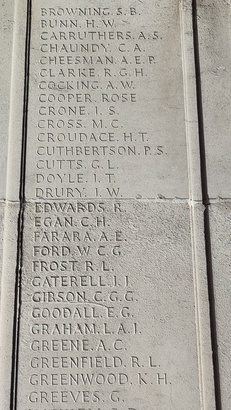 BROWNING. S. B.
BUNN. H. W.
CARRUTHERS. A. S.
CHAUNDY. C. A.
CHEESMAN. A. E. P.
CLARKE. R. G. H.
COCKING. A. W.
COOPER. ROSE
CRONE. J. S.
CROSS. M. C.
CROUDACE. H. T.
CUTHBERTSON. P. S.
CUTTS. G. L.
DOYLE. J. T.
DRURY. J. W.
EDWARDS. R.
EGAN. C. H.
FARARA. A. E.
FORD. W. C. G.
FROST. R. L.
GATERELL. J. J.
GIBSON. C. G. G.
GOODALL. E. G.
GRAHAM. L. A. J.
GREENE. A. C.
GREENFIELD. R. L.
GREENWOOD. K. H.
GREEVES. G.